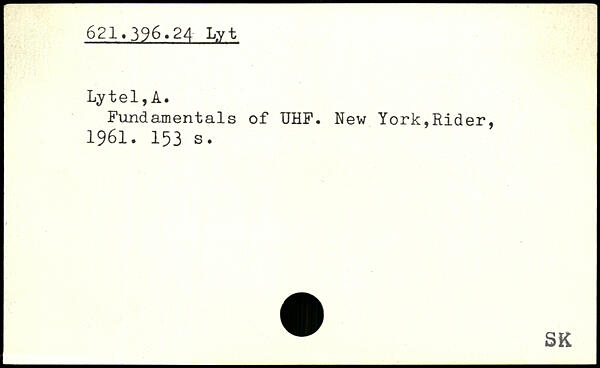 621.396.24 Lyt
Lytel,A.
Fundamentals of UHF. New York,Rider,
1961. 153 s.
SK